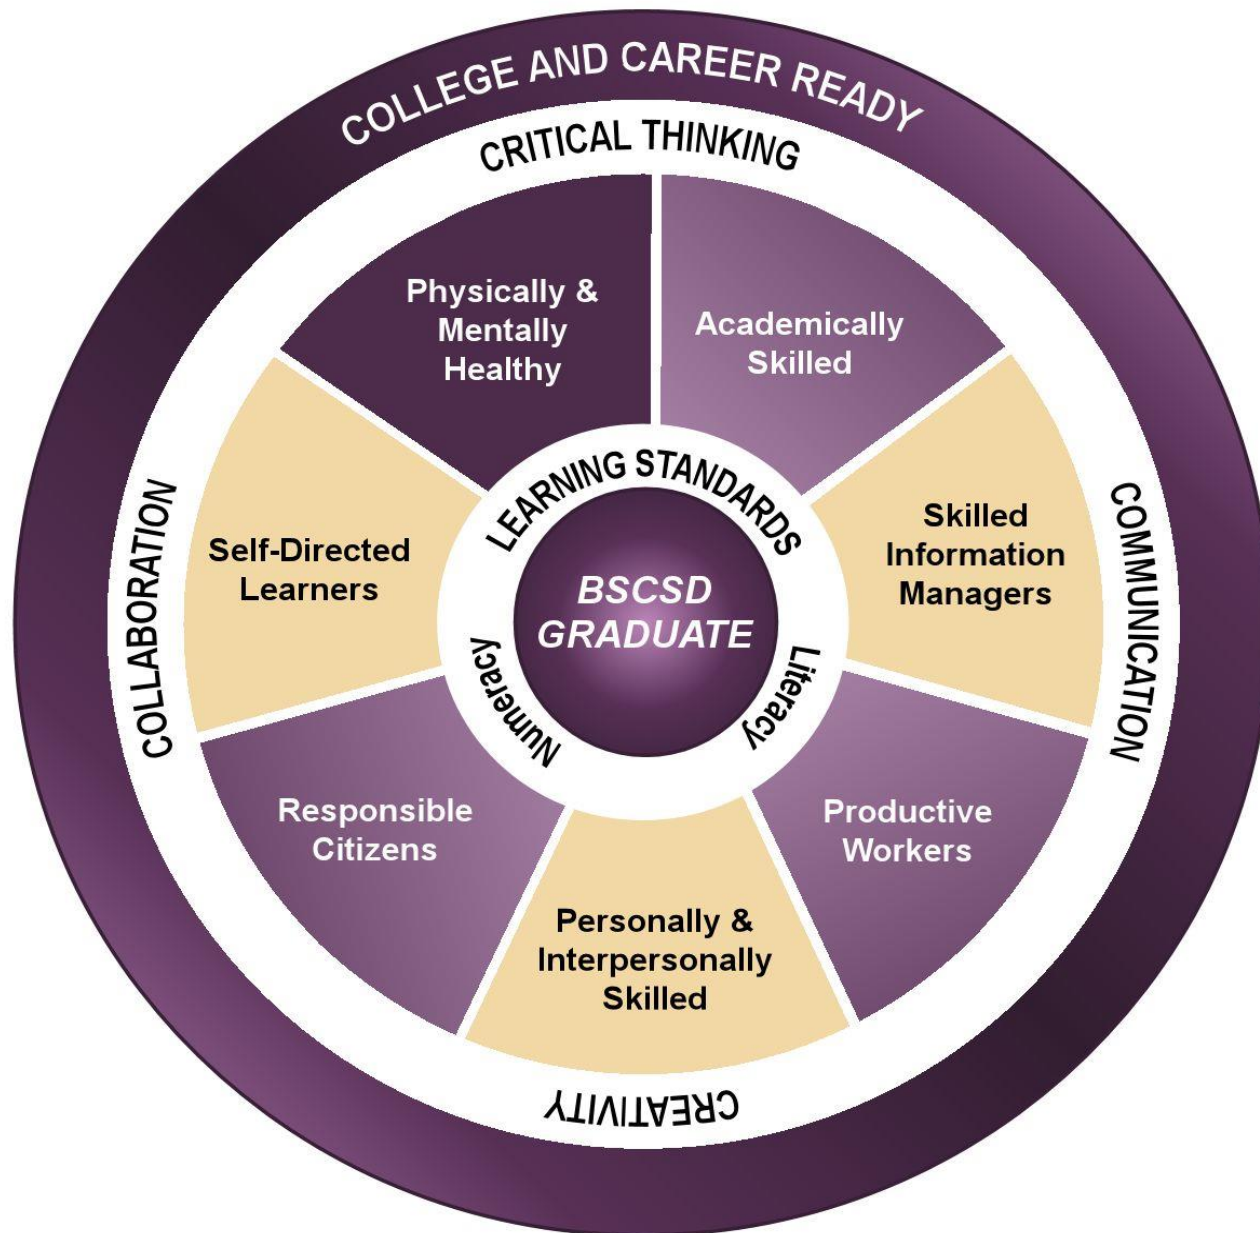 COLLEGE AND CAREER READY
CRITICAL THINKING
COMMUNICATION
CREATIVITY
COLLABORATION
Physically &
Mentally
Healthy
Academically
Skilled
Skilled
Information
Managers
Productive
Workers
Personally &
Interpersonally
Skilled
Responsible
Citizens
Self-Directed
Learners
LEARNING STANDARDS
Literacy
Numeracy
BSCSD
GRADUATE